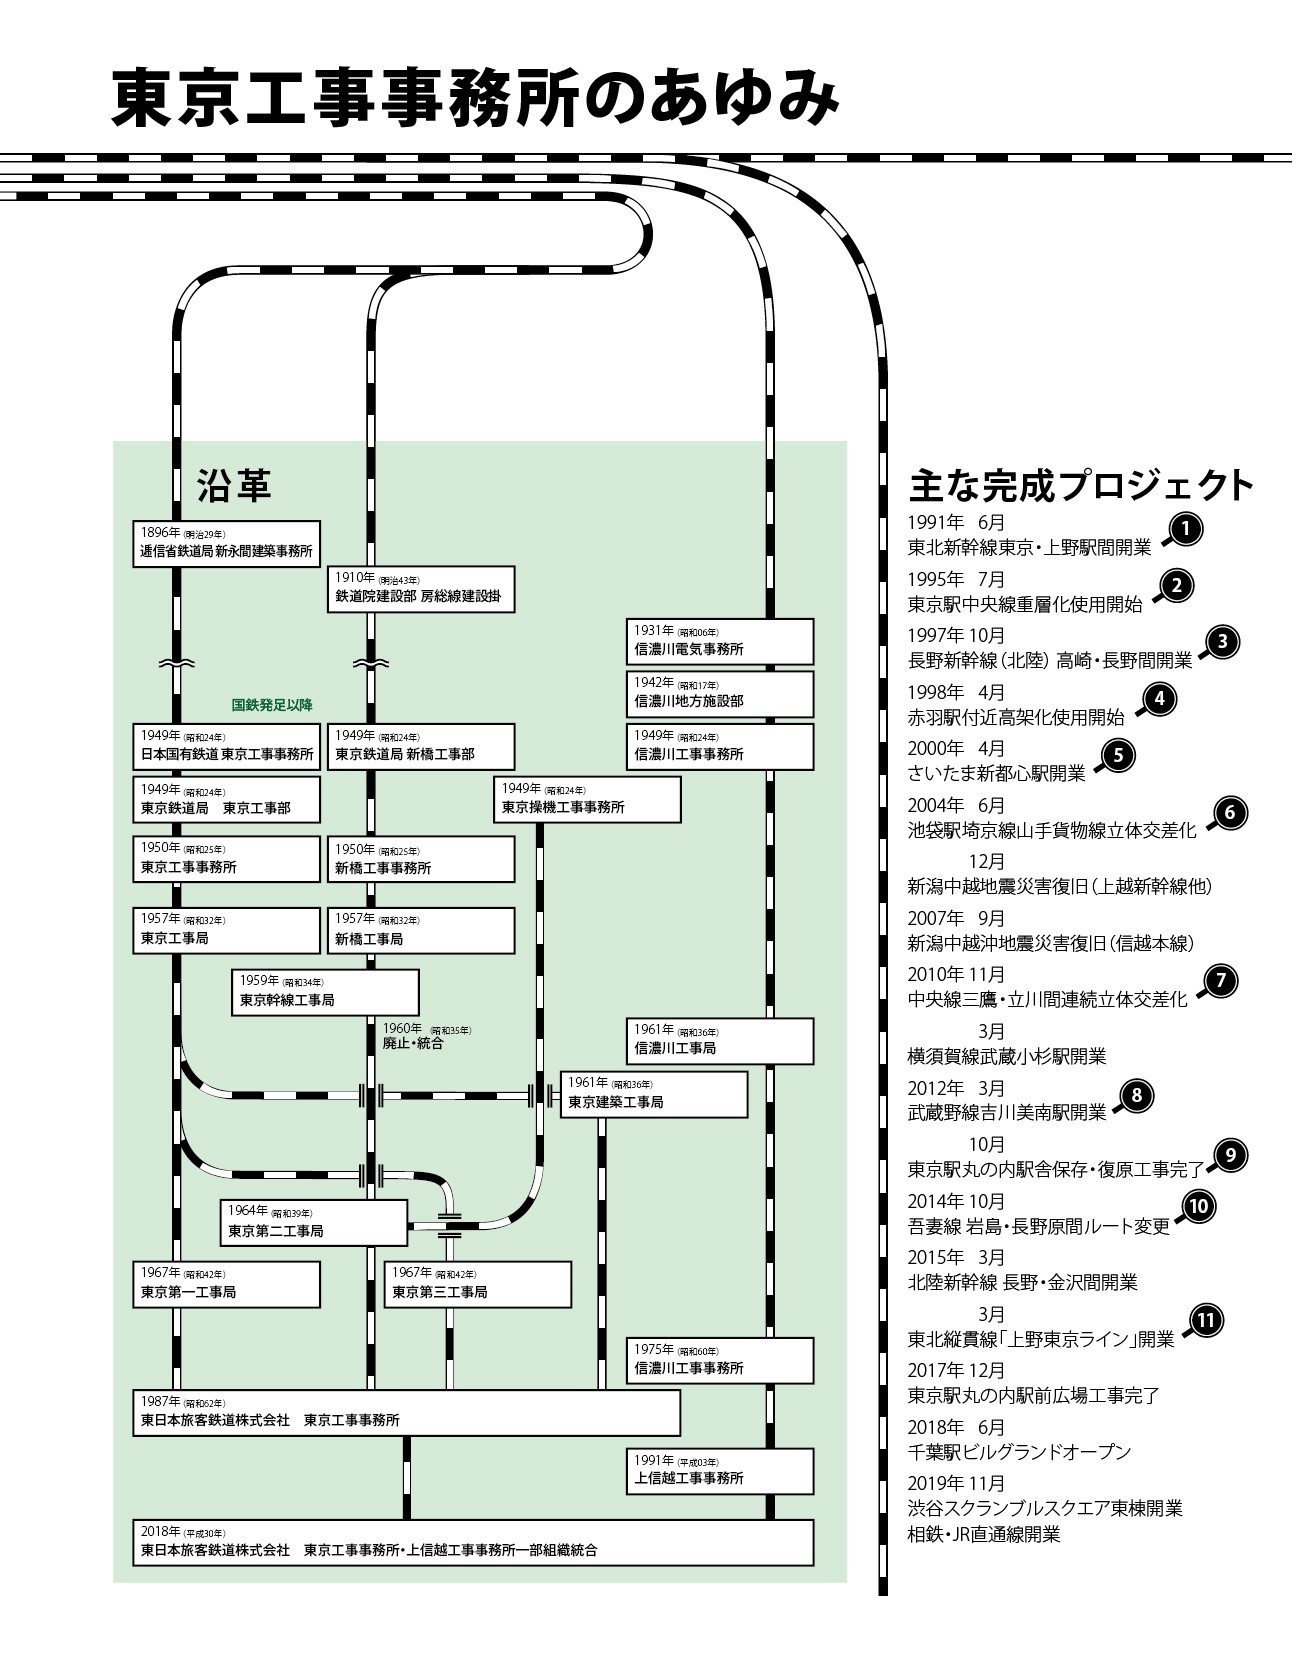 東京工事事務所のあゆみ
沿革
1896年（明治29年）
逓信省鉄道局 新永間建築事務所
1910年（明治43年）
鉄道院建設部 房総線建設掛
1931年（昭和06年）
信濃川電気事務所
1942年（昭和17年）
信濃川地方施設部
国鉄発足以降
1949年（昭和24年）
日本国有鉄道 東京工事事務所
1949年（昭和24年）
東京鉄道局 新橋工事部
1949年（昭和24年）
信濃川工事事務所
1949年（昭和24年）
東京鉄道局　東京工事部
1949年（昭和24年）
東京操機工事事務所
1950年（昭和25年）
東京工事事務所
1950年（昭和25年）
新橋工事事務所
1957年（昭和32年）
東京工事局
1957年（昭和32年）
新橋工事局
1959年（昭和34年）
東京幹線工事局
1960年（昭和35年）
廃止・統合
1961年（昭和36年）
信濃川工事局
1961年（昭和36年）
東京建築工事局
1964年（昭和39年）
東京第二工事局
1967年（昭和42年）
東京第一工事局
1967年（昭和42年）
東京第三工事局
1975年（昭和60年）
信濃川工事事務所
1987年（昭和62年）
東日本旅客鉄道株式会社　東京工事事務所
1991年（平成03年）
上信越工事事務所
2018年（平成30年）
東日本旅客鉄道株式会社　東京工事事務所・上信越工事事務所一部組織統合
主な完成プロジェクト
1991年 6月
東北新幹線東京・上野駅間開業 1
1995年 7月
東京駅中央線重層化使用開始 2
1997年 10月
長野新幹線（北陸） 高崎・長野間開業 3
1998年 4月
赤羽駅付近高架化使用開始 4
2000年 4月
さいたま新都心駅開業 5
2004年 6月
池袋駅埼京線山手貨物線立体交差化 6
12月
新潟中越地震災害復旧（上越新幹線他）
2007年 9月
新潟中越沖地震災害復旧（信越本線）
2010年 11月
中央線三鷹・立川間連続立体交差化 7
3月
横須賀線武蔵小杉駅開業
2012年 3月
武蔵野線吉川美南駅開業 8
10月
東京駅丸の内駅舎保存・復原工事完了 9
2014年 10月
吾妻線 岩島・長野原間ルート変更 10
2015年 3月
北陸新幹線 長野・金沢間開業
3月
東北縦貫線「上野東京ライン」開業 11
2017年 12月
東京駅丸の内駅前広場工事完了
2018年 6月
千葉駅ビルグランドオープン
2019年 11月
渋谷スクランブルスクエア東棟開業
相鉄・JR直通線開業